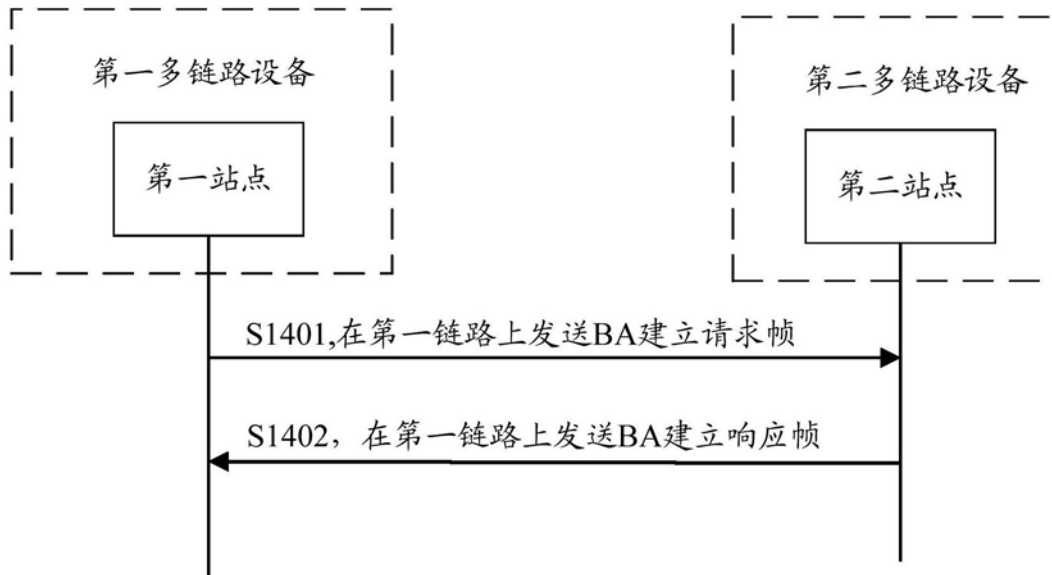 第一多链路设备
第二多链路设备
第一站点
第二站点
S1401,在第一链路上发送BA建立请求帧
S1402，在第一链路上发送BA建立响应帧